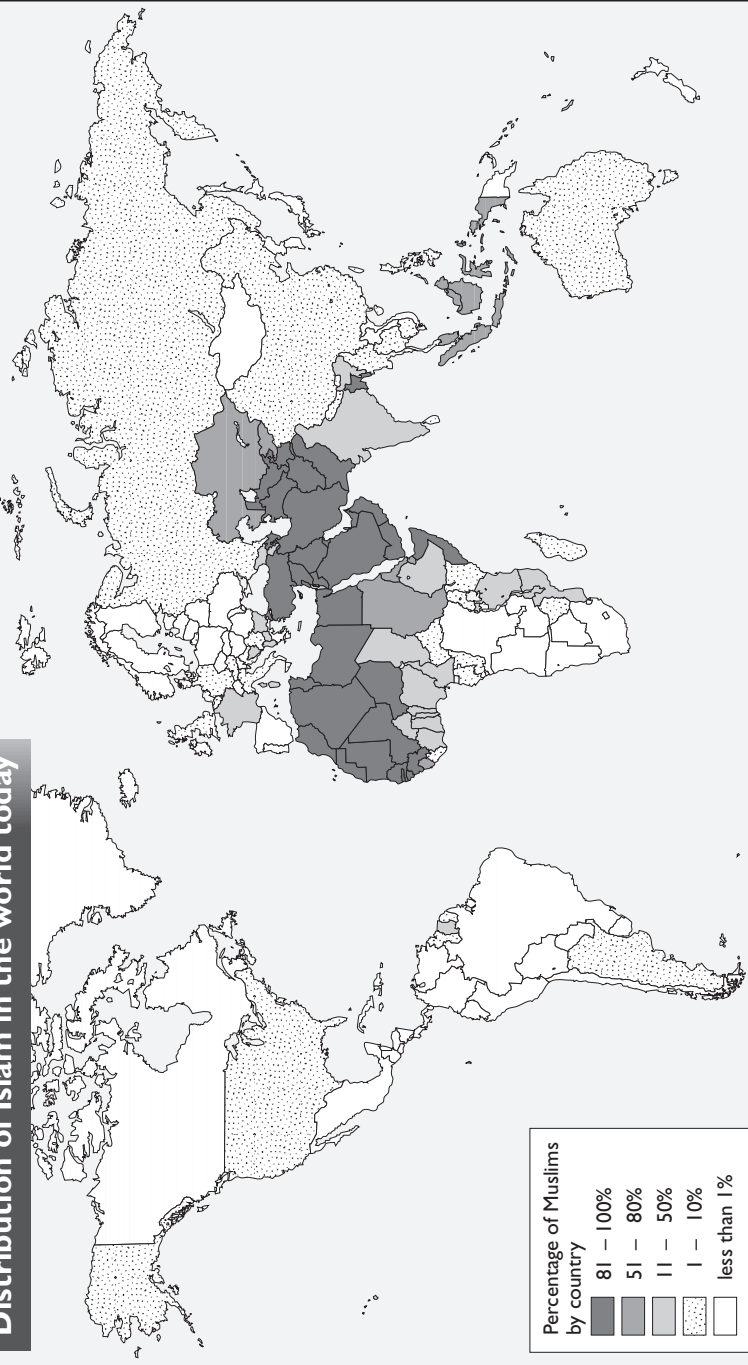 Distribution of Islam in the world today
Percentage of Muslims
by country
81 – 100%
51 – 80%
11 – 50%
1 – 10%
less than 1%